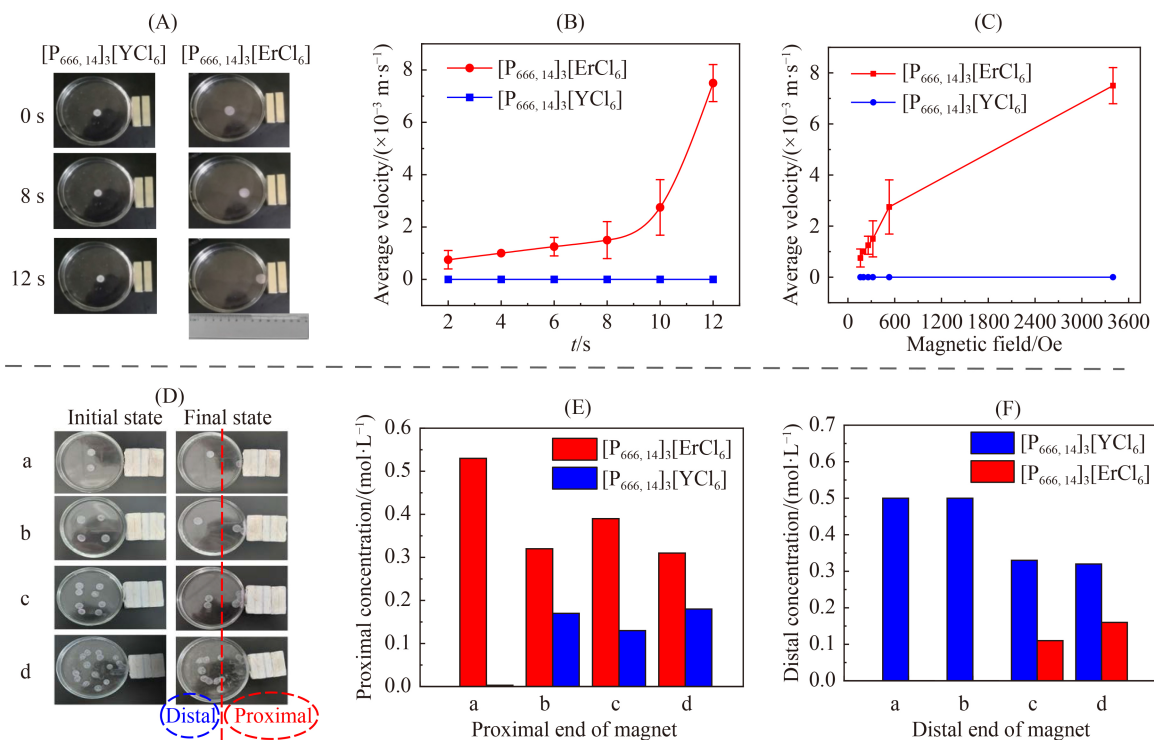 (A)
[P666, 14]3[YCl6] [P666, 14]3[ErCl6]
0 s
8 s
12 s
(B)
Average velocity/(×10−3 m·s−1)
8
6
4
2
0
[P666, 14]3[ErCl6]
[P666, 14]3[YCl6]
2 4 6 8 10 12
t/s
(C)
Average velocity/(×10−3 m·s−1)
8
6
4
2
0
[P666, 14]3[ErCl6]
[P666, 14]3[YCl6]
0 600 1200 1800 2400 3000 3600
Magnetic field/Oe
(D)
Initial state Final state
a
b
c
d
Distal Proximal
(E)
Proximal concentration/(mol·L−1)
0.6
0.5
0.4
0.3
0.2
0.1
0.0
[P666, 14]3[ErCl6]
[P666, 14]3[YCl6]
a b c d
Proximal end of magnet
(F)
Distal concentration/(mol·L−1)
0.7
0.6
0.5
0.4
0.3
0.2
0.1
0.0
[P666, 14]3[YCl6]
[P666, 14]3[ErCl6]
a b c d
Distal end of magnet